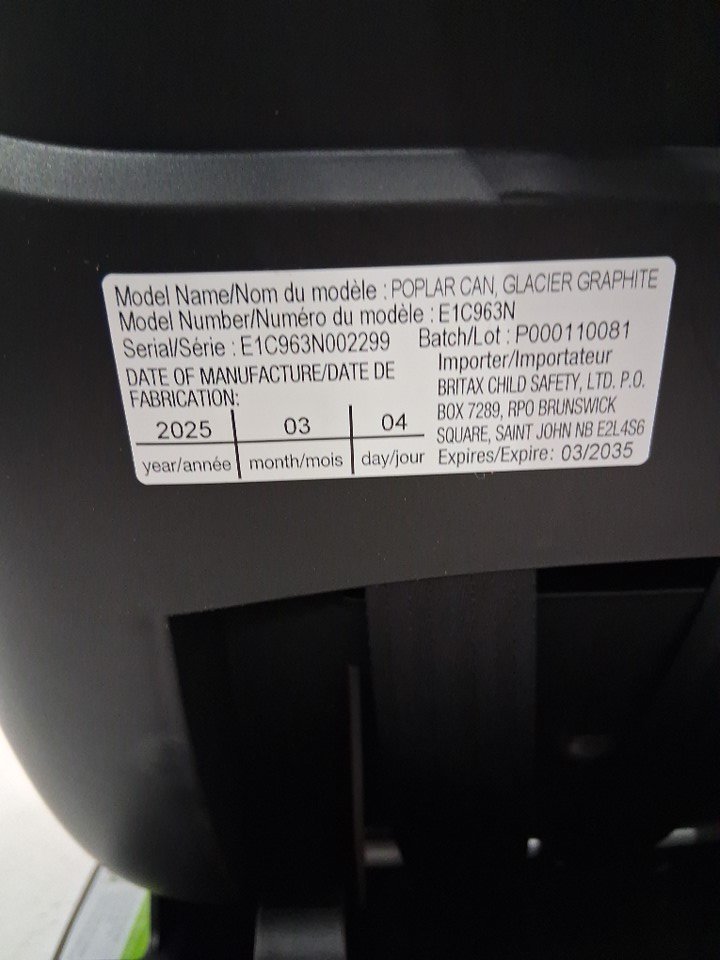 Model Name/Nom du modèle : POPLAR CAN, GLACIER GRAPHITE
Model Number/Numéro du modèle : E1C963N
Serial/Série : E1C963N002299
Batch/Lot : P000110081
DATE OF MANUFACTURE/DATE DE
FABRICATION:
2025 03 04
year/année month/mois day/jour
Importer/Importateur
BRITAX CHILD SAFETY, LTD. P.O.
BOX 7289, RPO BRUNSWICK
SQUARE, SAINT JOHN NB E2L4S6
Expires/Expire: 03/2035